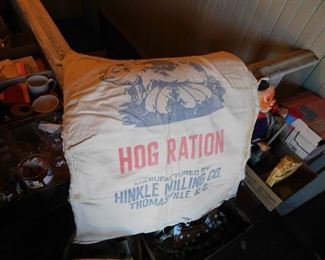 HOG RATION
MANUFACTURED BY
HINKLE MILLING CO.
THOMASVILLE, N.C.